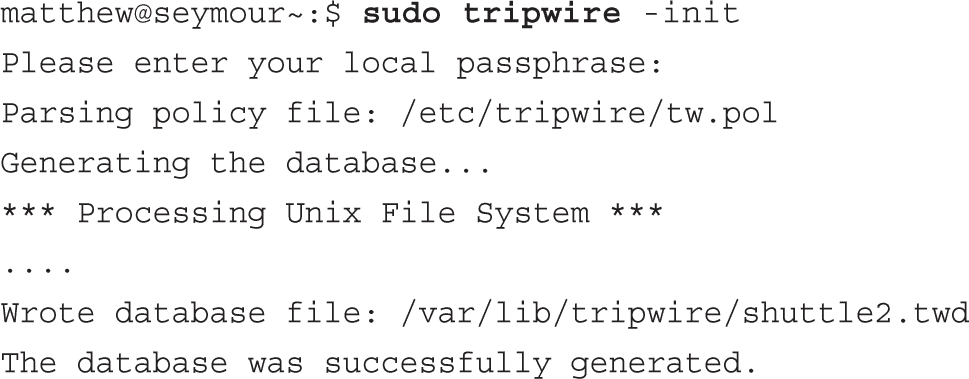 matthew@seymour~:$ sudo tripwire -init
Please enter your local passphrase:
Parsing policy file: /etc/tripwire/tw.pol
Generating the database...
*** Processing Unix File System ***
....
Wrote database file: /var/lib/tripwire/shuttle2.twd
The database was successfully generated.